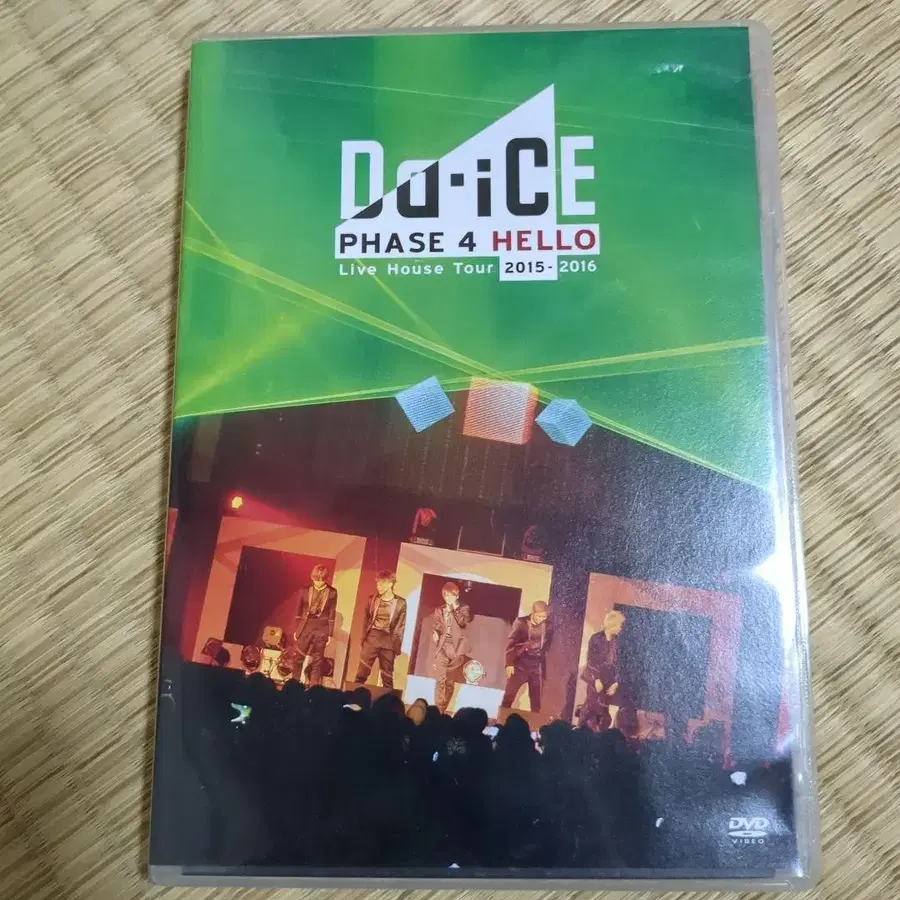 Da-iCE
PHASE 4 HELLO
Live House Tour 2015-2016
DVD
VIDEO